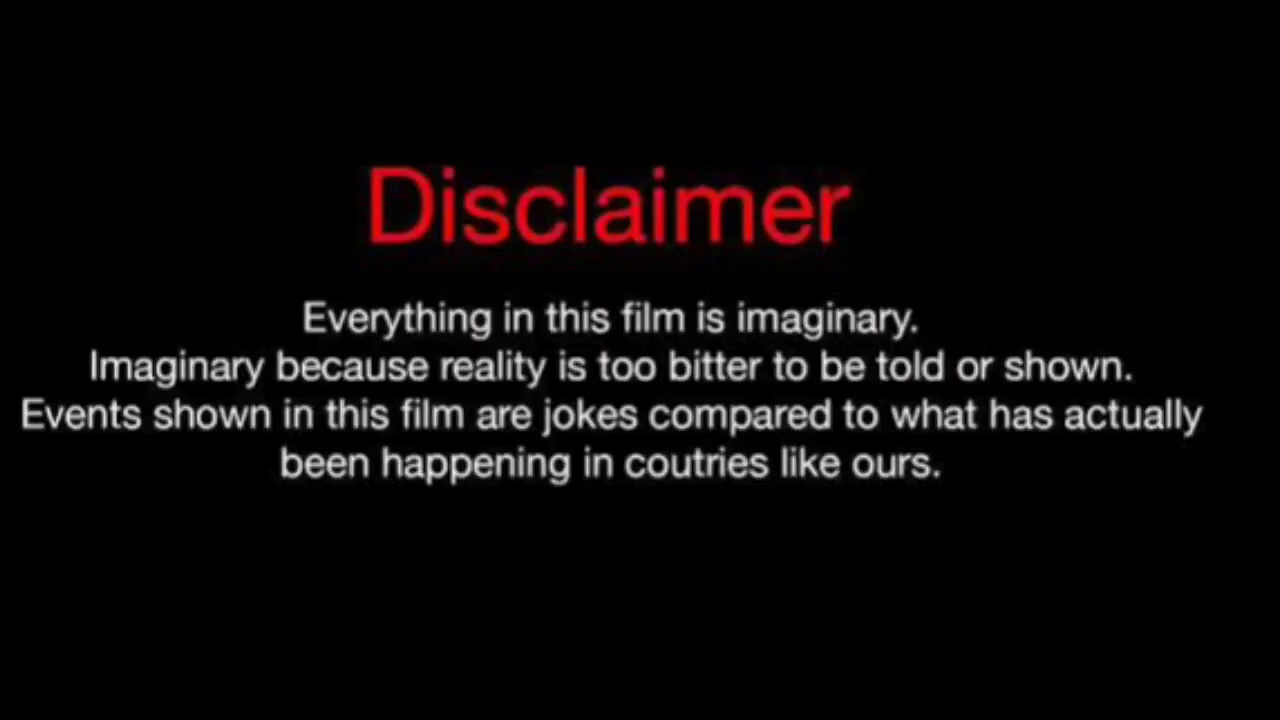 Disclaimer
Everything in this film is imaginary.
Imaginary because reality is too bitter to be told or shown.
Events shown in this film are jokes compared to what has actually
been happening in coutries like ours.